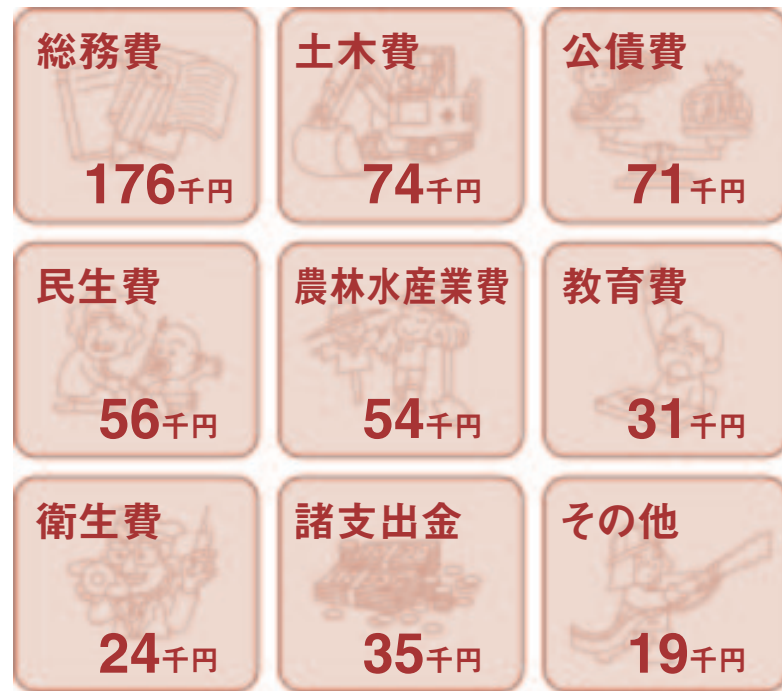 総務費
176千円
土木費
74千円
公債費
71千円
民生費
56千円
農林水産業費
54千円
教育費
31千円
衛生費
24千円
諸支出金
35千円
その他
19千円